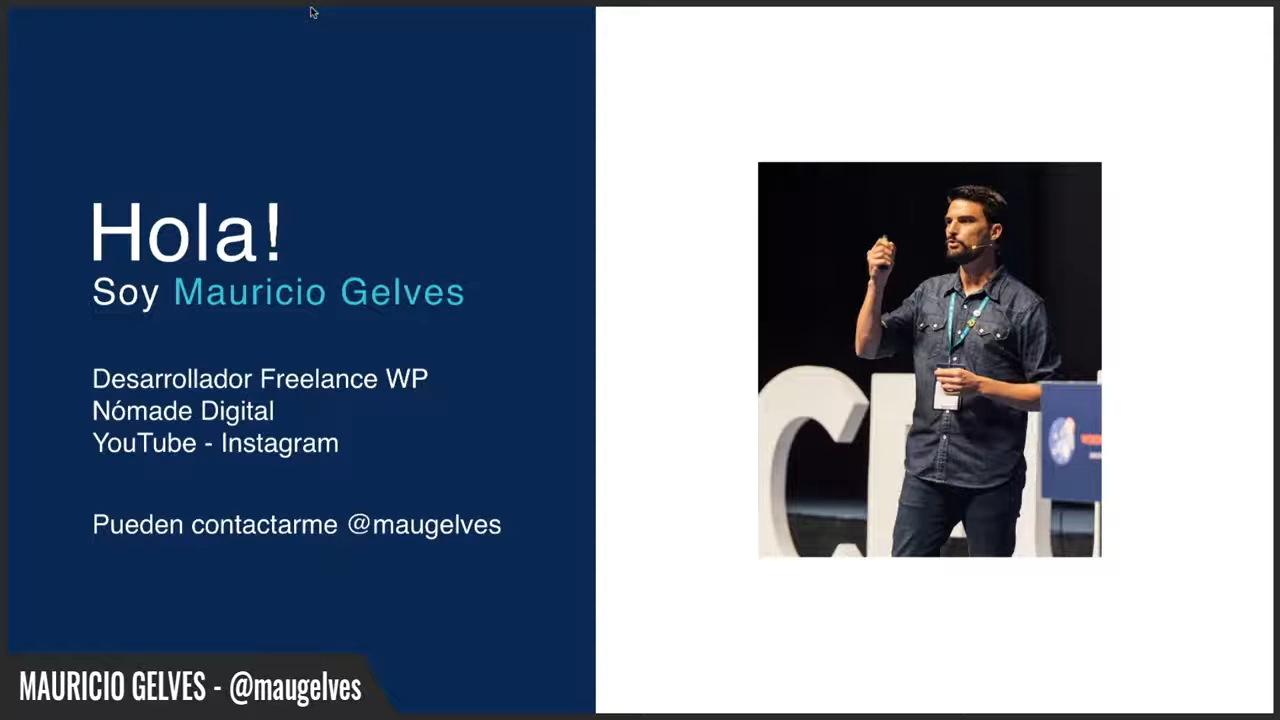 Hola!
Soy Mauricio Gelves
Desarrollador Freelance WP
Nómade Digital
YouTube - Instagram
Pueden contactarme @maugelves
MAURICIO GELVES - @maugelves